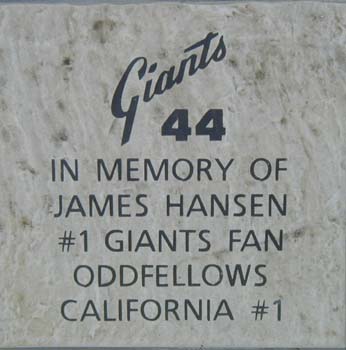 Giants
44
IN MEMORY OF
JAMES HANSEN
#1 GIANTS FAN
ODDFELLOWS
CALIFORNIA #1